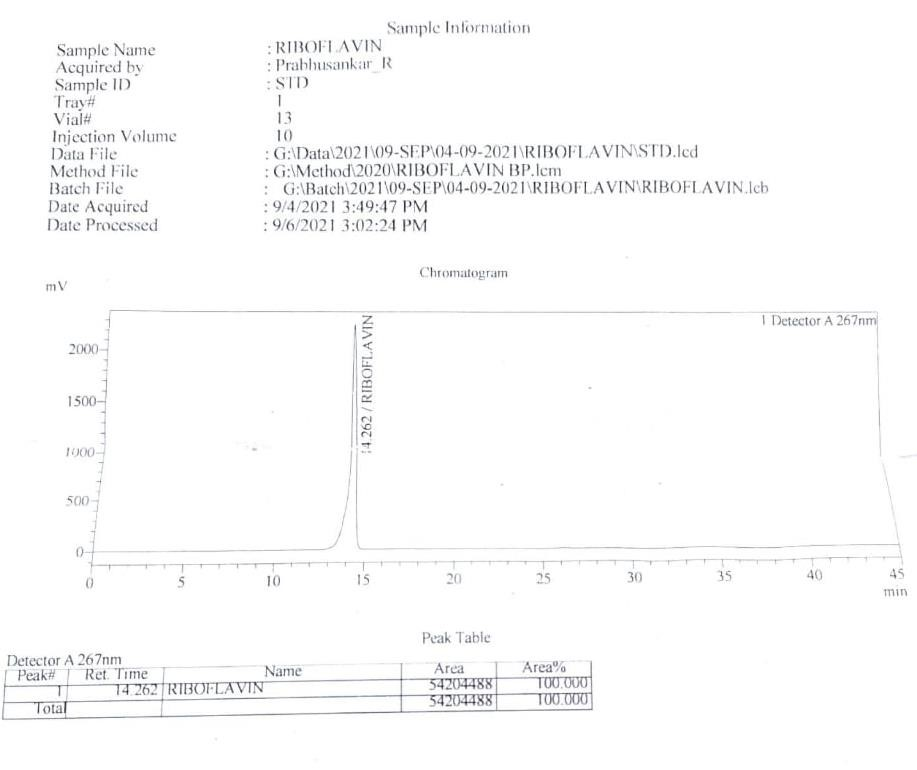 Sample Information
Sample Name : RIBOFLAVIN
Acquired by : Prabhusankar_R
Sample ID : STD
Tray# 1
Vial# 13
Injection Volume 10
Data File : G:\Data\2021\09-SEP\04-09-2021\RIBOFLAVIN\STD.lcd
Method File : G:\Method\2020\RIBOFLAVIN BP.lcm
Batch File : G:\Batch\2021\09-SEP\04-09-2021\RIBOFLAVIN\RIBOFLAVIN.lcb
Date Acquired : 9/4/2021 3:49:47 PM
Date Processed : 9/6/2021 3:02:24 PM
Chromatogram
mV
1 Detector A 267nm
2000
1500
1000
500
0
14.262 / RIBOFLAVIN
0 5 10 15 20 25 30 35 40 45
min
Peak Table
Detector A 267nm
Peak# Ret. Time Name Area Area%
1 14.262 RIBOFLAVIN 54204488 100.000
Total 54204488 100.000